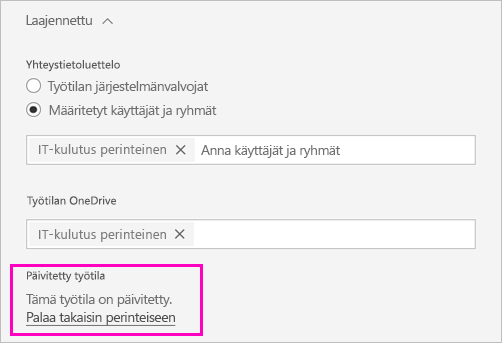 Laajennettu
Yhteystietoluettelo
Työtilan järjestelmänvalvojat
Määritetyt käyttäjät ja ryhmät
IT-kulutus perinteinen Anna käyttäjät ja ryhmät
Työtilan OneDrive
IT-kulutus perinteinen
Päivitetty työtila
Tämä työtila on päivitetty.
Palaa takaisin perinteiseen